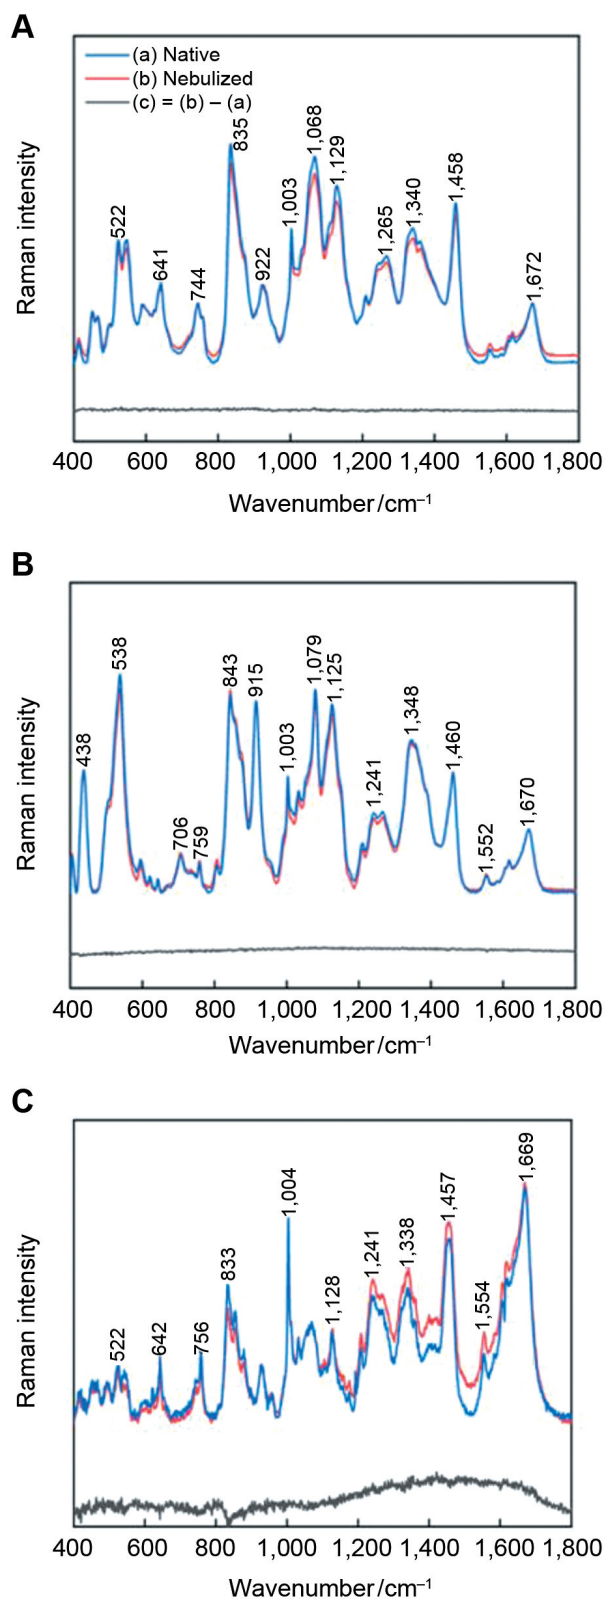 A
(a) Native
(b) Nebulized
(c) = (b) – (a)
Raman intensity
522
641
744
835
922
1,003
1,068
1,129
1,265
1,340
1,458
1,672
400 641 800 1,000 1,200 1,400 1,600 1,800
Wavenumber/cm⁻¹
B
Raman intensity
438
538
706
759
843
915
1,003
1,079
1,125
1,241
1,348
1,460
1,552
1,670
400 600 800 1,000 1,200 1,400 1,600 1,800
Wavenumber/cm⁻¹
C
Raman intensity
522
642
756
833
1,004
1,128
1,241
1,338
1,457
1,554
1,669
400 600 800 1,000 1,200 1,400 1,600 1,800
Wavenumber/cm⁻¹